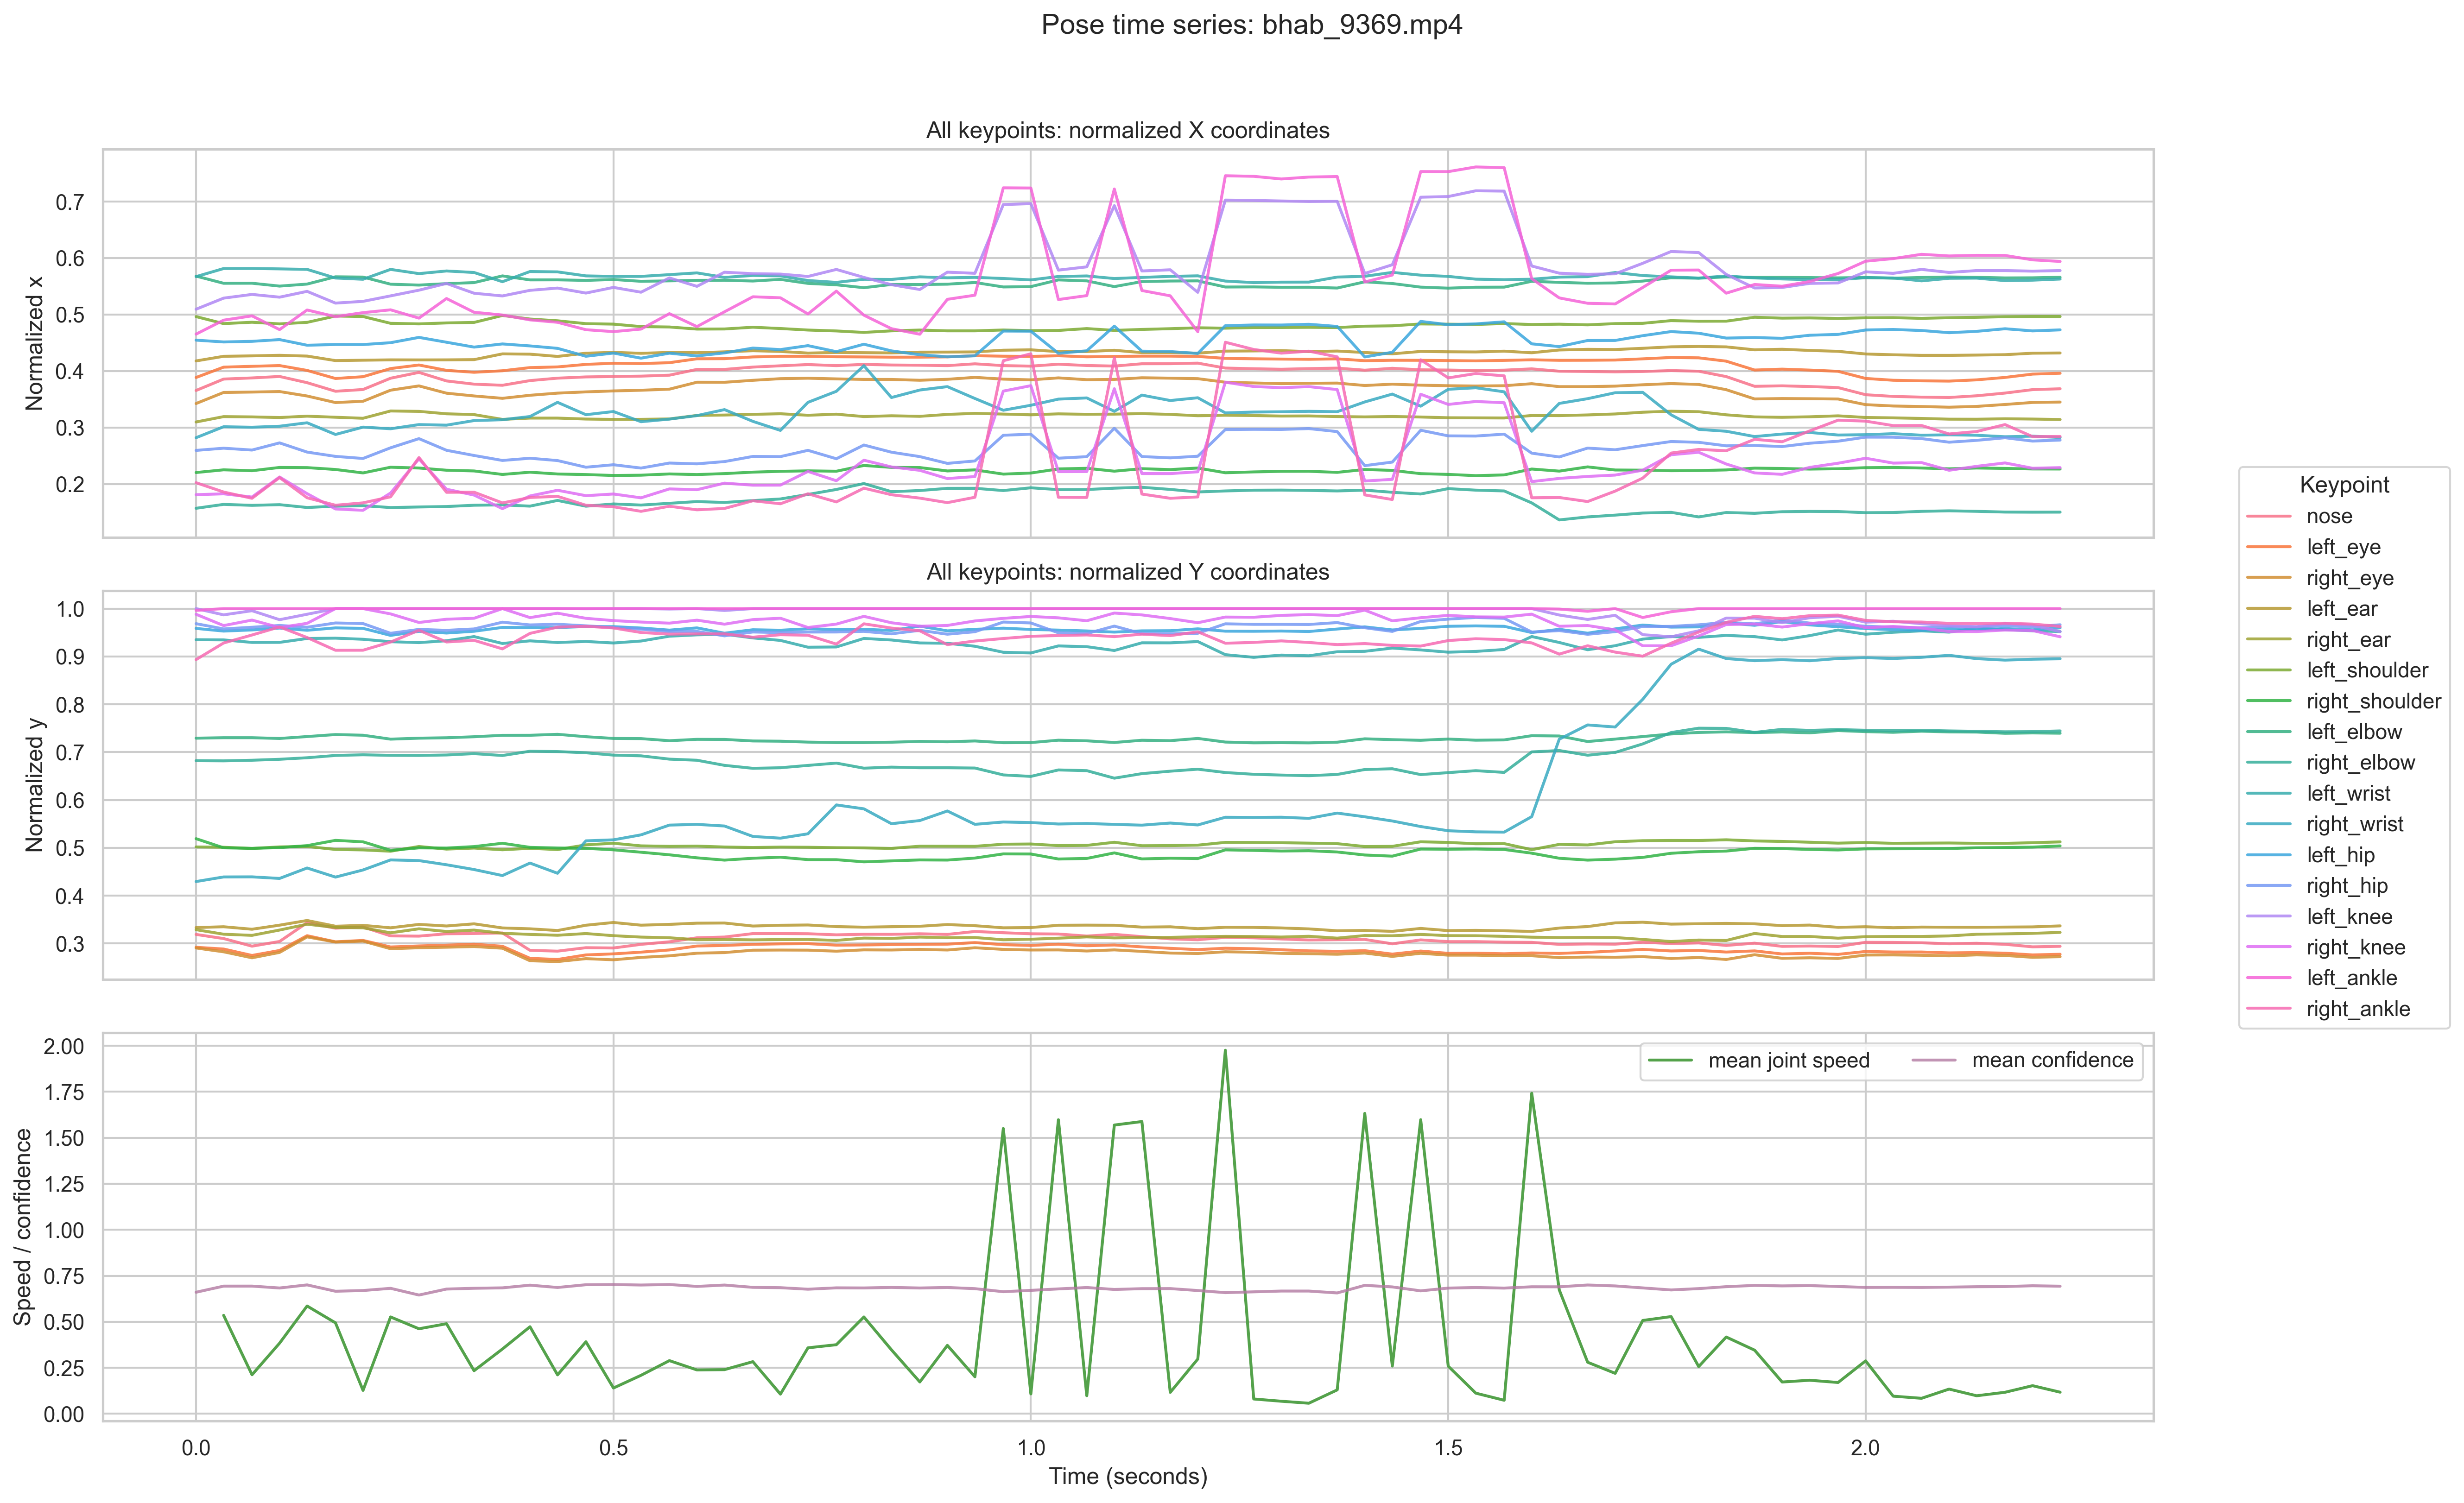 Pose time series: bhab_9369.mp4
All keypoints: normalized X coordinates
Normalized x
0.7
0.6
0.5
0.4
0.3
0.2
All keypoints: normalized Y coordinates
Normalized y
1.0
0.9
0.8
0.7
0.6
0.5
0.4
0.3
Speed / confidence
2.00
1.75
1.50
1.25
1.00
0.75
0.50
0.25
0.00
mean joint speed mean confidence
0.0 0.5 1.0 1.5 2.0
Time (seconds)
Keypoint
nose
left_eye
right_eye
left_ear
right_ear
left_shoulder
right_shoulder
left_elbow
right_elbow
left_wrist
right_wrist
left_hip
right_hip
left_knee
right_knee
left_ankle
right_ankle